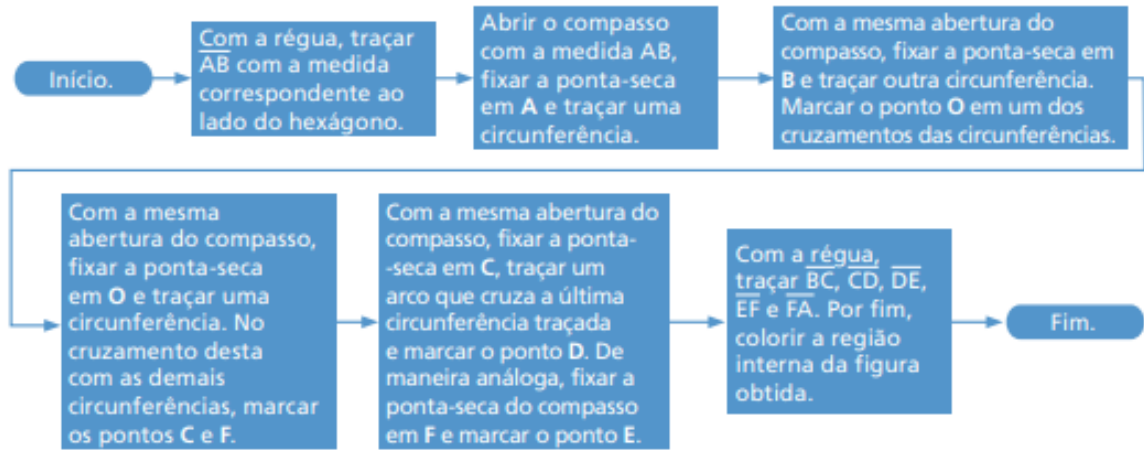 Início.
Com a régua, traçar
AB com a medida
correspondente ao
lado do hexágono.
Abrir o compasso
com a medida AB,
fixar a ponta-seca
em A e traçar uma
circunferência.
Com a mesma abertura do
compasso, fixar a ponta-seca em
B e traçar outra circunferência.
Marcar o ponto O em um dos
cruzamentos das circunferências.
Com a mesma
abertura do compasso,
fixar a ponta-seca
em O e traçar uma
circunferência. No
cruzamento desta
com as demais
circunferências, marcar
os pontos C e F.
Com a mesma abertura do
compasso, fixar a ponta-
-seca em C, traçar um
arco que cruza a última
circunferência traçada
e marcar o ponto D. De
maneira análoga, fixar a
ponta-seca do compasso
em F e marcar o ponto E.
Com a régua,
traçar B̅C̅, C̅D̅, D̅E̅,
E̅F̅ e F̅A̅. Por fim,
colorir a região
interna da figura
obtida.
Fim.